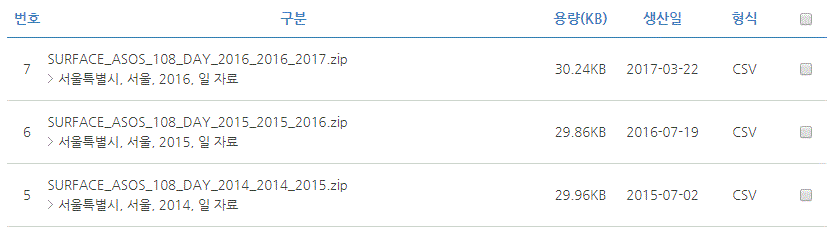 번호 구분 용량(KB) 생산일 형식
SURFACE_ASOS_108_DAY_2016_2016_2017.zip
7 30.24KB 2017-03-22 CSV
> 서울특별시, 서울, 2016, 일 자료
SURFACE_ASOS_108_DAY_2015_2015_2016.zip
6 29.86KB 2016-07-19 CSV
> 서울특별시, 서울, 2015, 일 자료
SURFACE_ASOS_108_DAY_2014_2014_2015.zip
5 29.96KB 2015-07-02 CSV
> 서울특별시, 서울, 2014, 일 자료